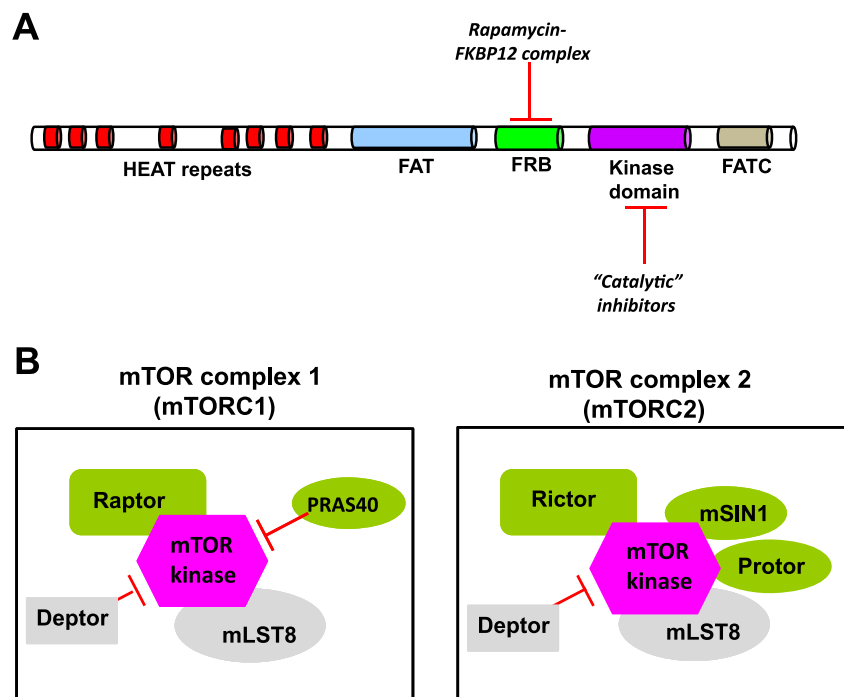 A
Rapamycin-
FKBP12 complex
HEAT repeats
FAT
FRB
Kinase
domain
FATC
“Catalytic”
inhibitors
B
mTOR complex 1
(mTORC1)
Raptor
PRAS40
mTOR
kinase
Deptor
mLST8
mTOR complex 2
(mTORC2)
Rictor
mSIN1
mTOR
kinase
Protor
Deptor
mLST8